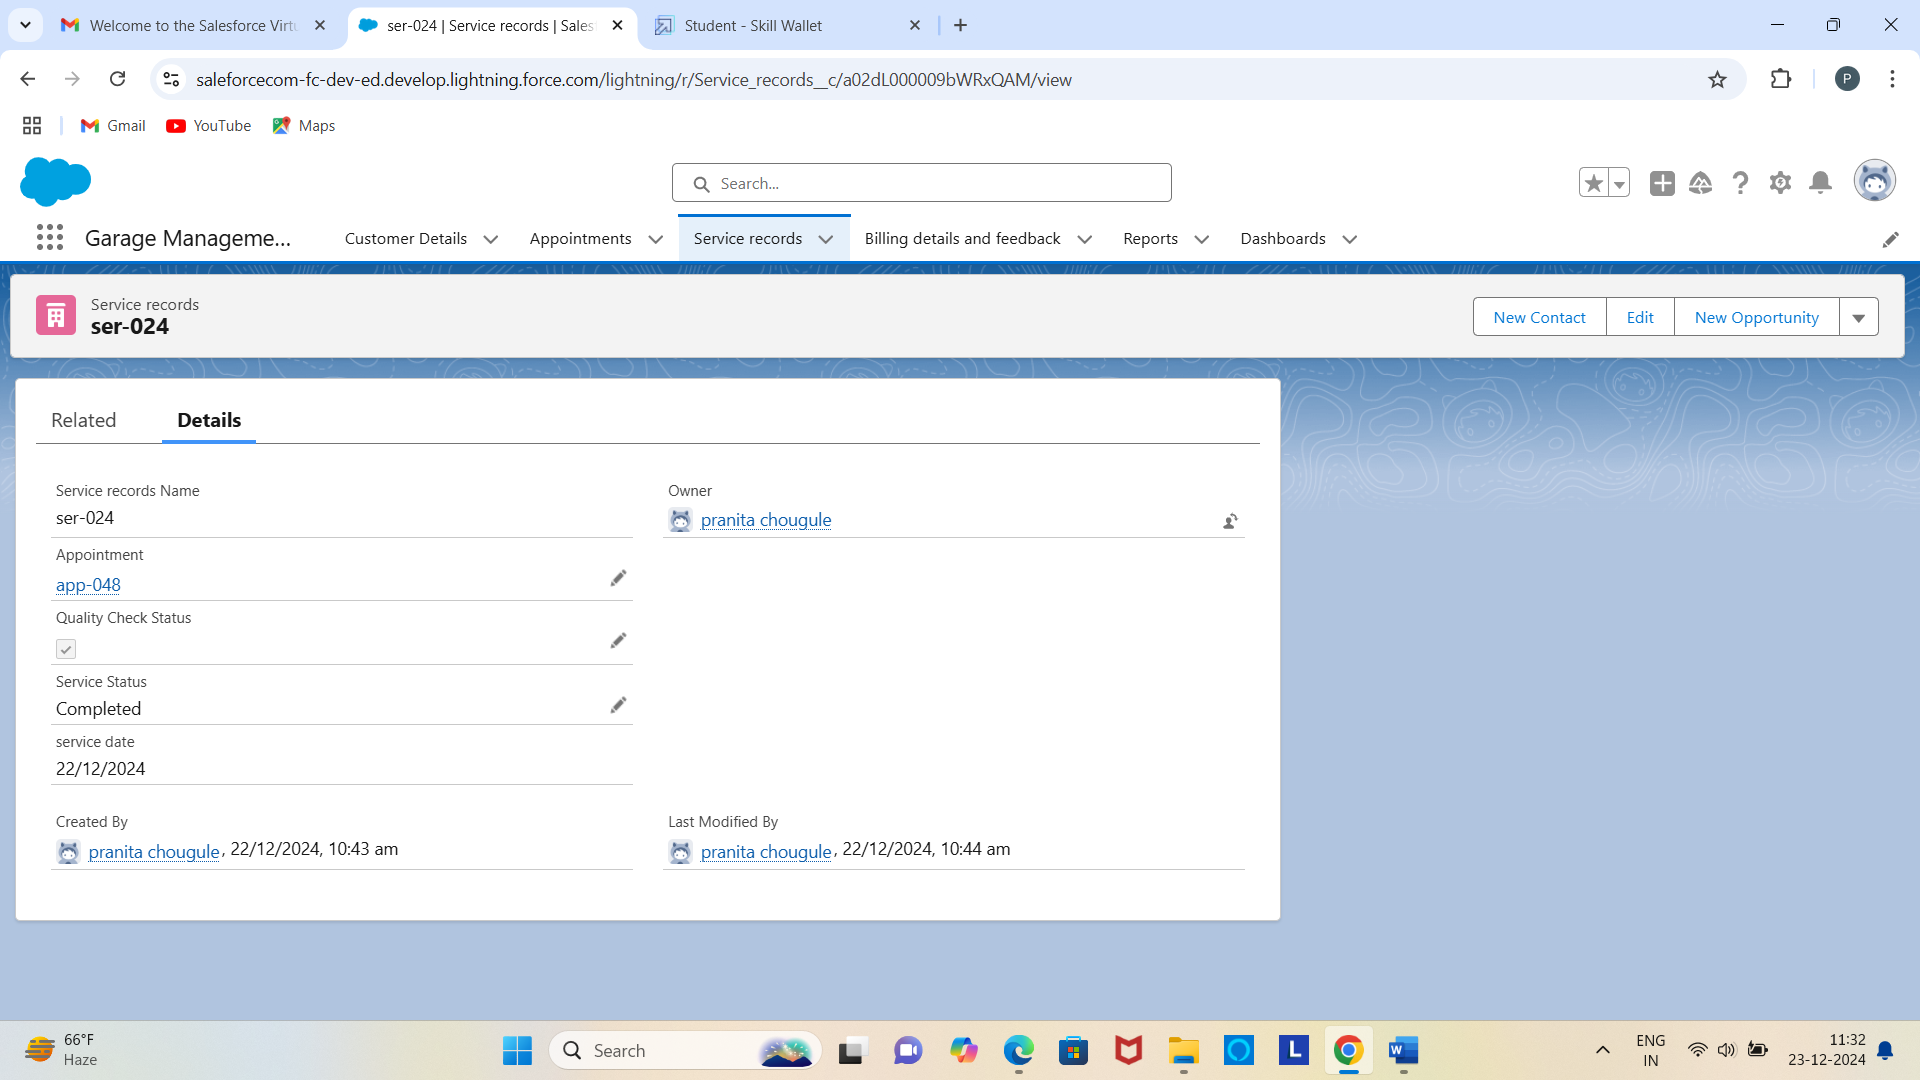 Welcome to the Salesforce Virtu
ser-024 | Service records | Sales
Student - Skill Wallet
saleforcecom-fc-dev-ed.develop.lightning.force.com/lightning/r/Service_records__c/a02dL000009bWRxQAM/view
P
Gmail
YouTube
Maps
Search...
Garage Manageme...
Customer Details
Appointments
Service records
Billing details and feedback
Reports
Dashboards
Service records
ser-024
New Contact
Edit
New Opportunity
Related
Details
Service records Name
ser-024
Owner
pranita chougule
Appointment
app-048
Quality Check Status
Service Status
Completed
service date
22/12/2024
Created By
pranita chougule, 22/12/2024, 10:43 am
Last Modified By
pranita chougule, 22/12/2024, 10:44 am
66°F
Haze
Search
L
W
ENG
IN
11:32
23-12-2024